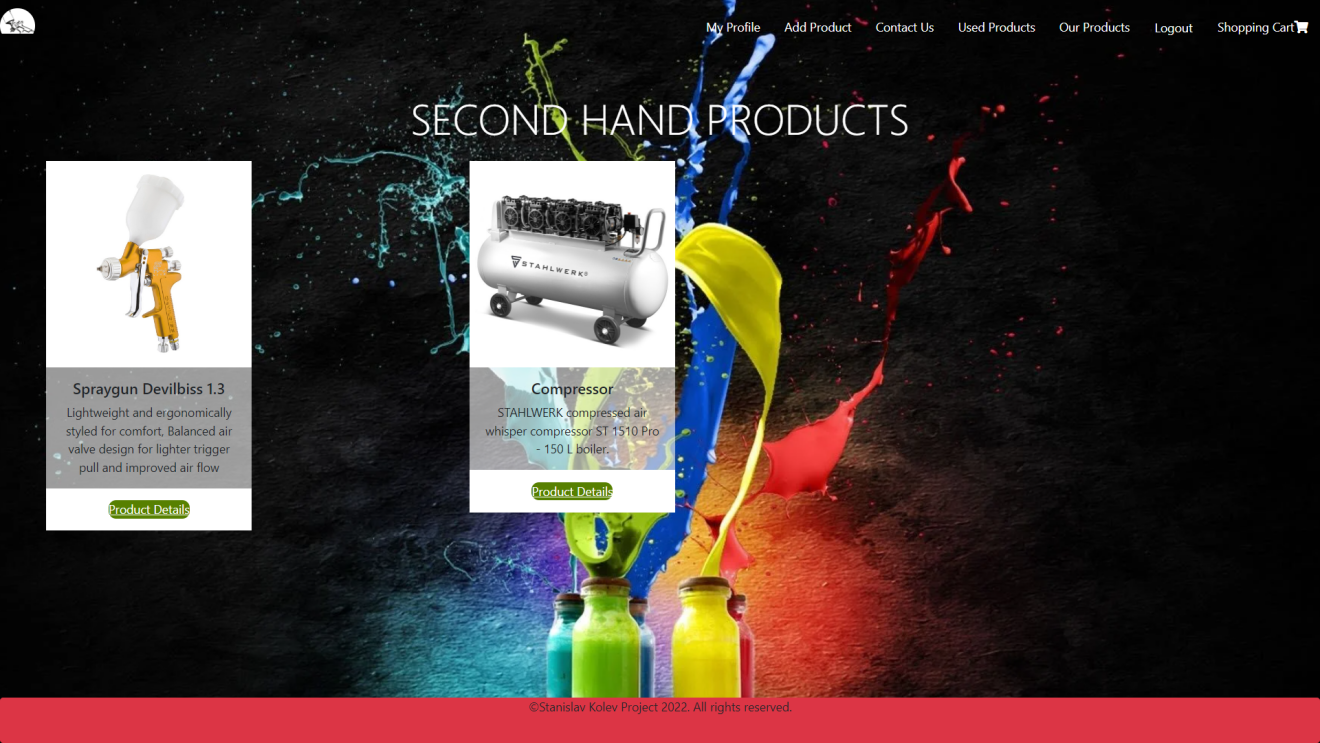 My Profile Add Product Contact Us Used Products Our Products Logout Shopping Cart
SECOND HAND PRODUCTS
Spraygun Devilbiss 1.3
Lightweight and ergonomically
styled for comfort, Balanced air
valve design for lighter trigger
pull and improved air flow
Product Details
STAHLWERK®
Compressor
STAHLWERK compressed air
whisper compressor ST 1510 Pro
- 150 L boiler.
Product Details
©Stanislav Kolev Project 2022. All rights reserved.